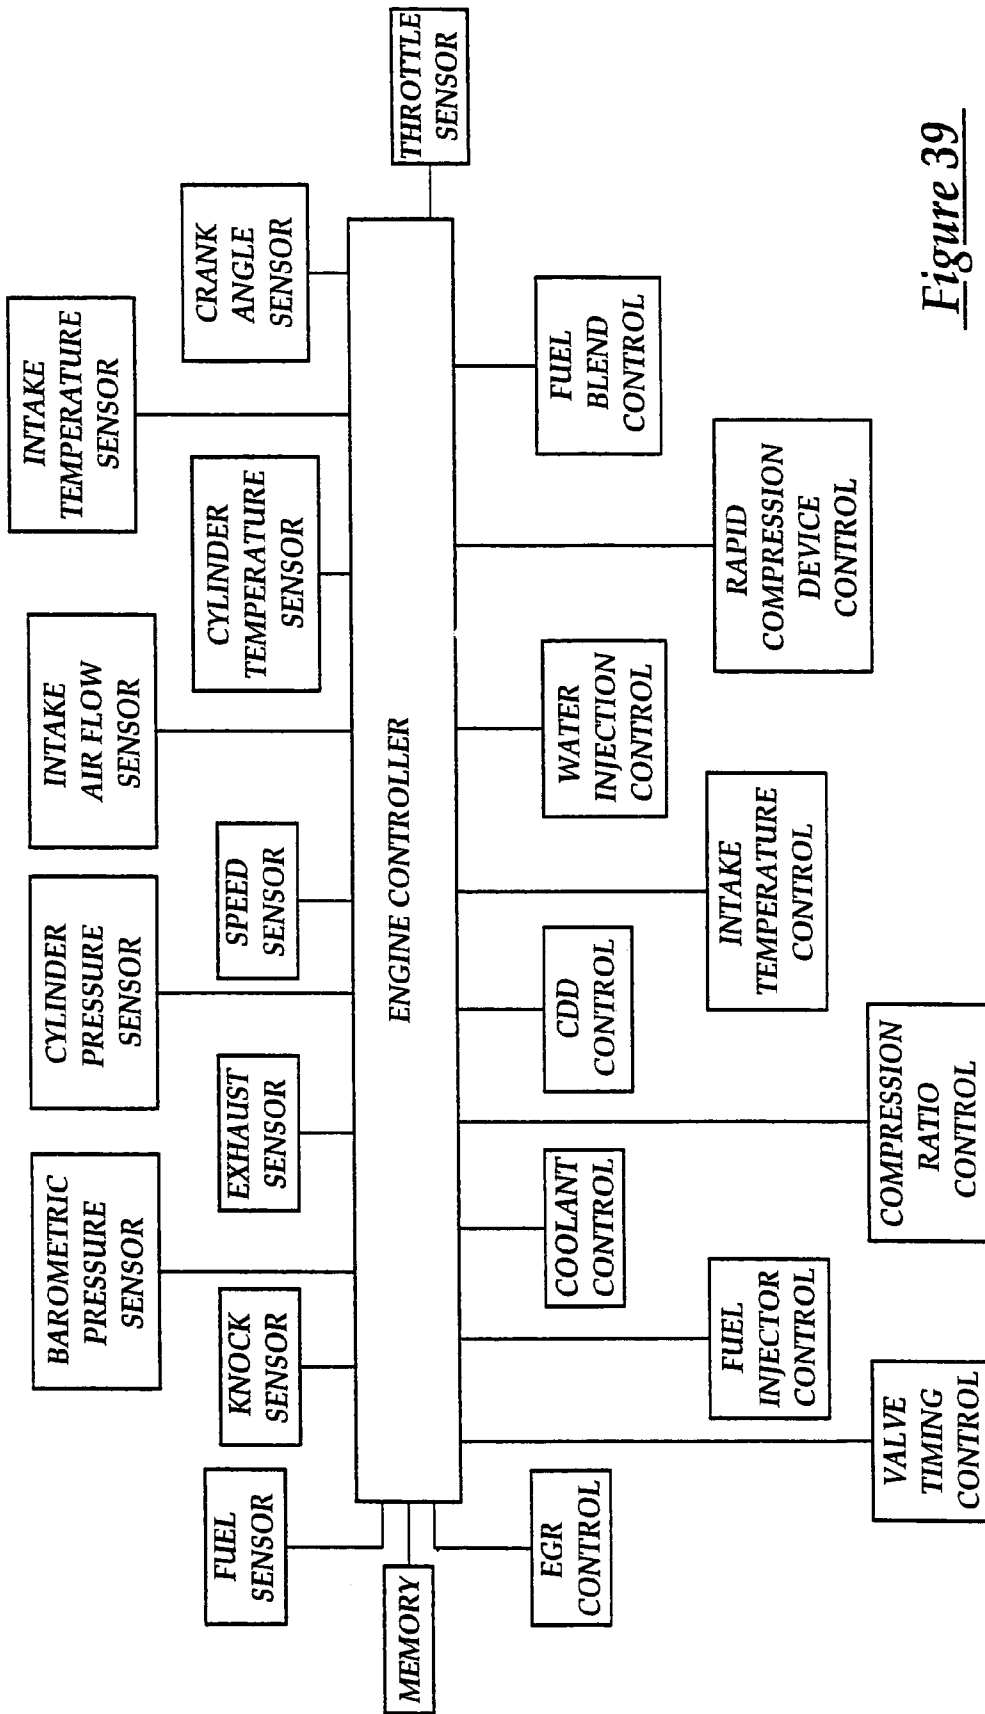 FUEL
SENSOR
KNOCK
SENSOR
BAROMETRIC
PRESSURE
SENSOR
EXHAUST
SENSOR
CYLINDER
PRESSURE
SENSOR
SPEED
SENSOR
INTAKE
AIR FLOW
SENSOR
CYLINDER
TEMPERATURE
SENSOR
INTAKE
TEMPERATURE
SENSOR
CRANK
ANGLE
SENSOR
THROTTLE
SENSOR
MEMORY
ENGINE CONTROLLER
EGR
CONTROL
VALVE
TIMING
CONTROL
FUEL
INJECTOR
CONTROL
COOLANT
CONTROL
COMPRESSION
RATIO
CONTROL
CDD
CONTROL
INTAKE
TEMPERATURE
CONTROL
WATER
INJECTION
CONTROL
RAPID
COMPRESSION
DEVICE
CONTROL
FUEL
BLEND
CONTROL
Figure 39